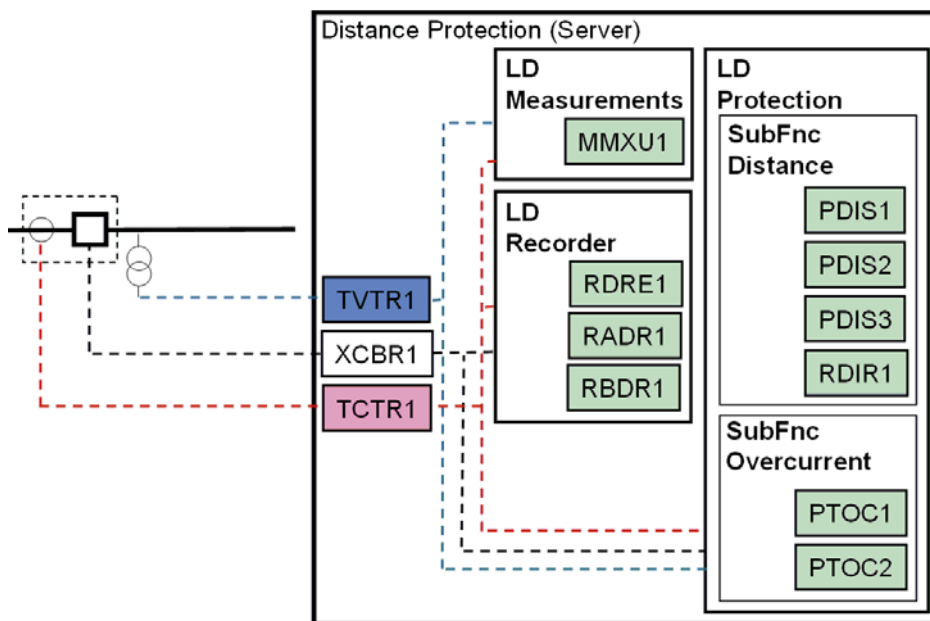 Distance Protection (Server)
LD
Measurements
MMXU1
LD
Recorder
RDRE1
RADR1
RBDR1
LD
Protection
SubFnc
Distance
PDIS1
PDIS2
PDIS3
RDIR1
SubFnc
Overcurrent
PTOC1
PTOC2
TVTR1
XCBR1
TCTR1